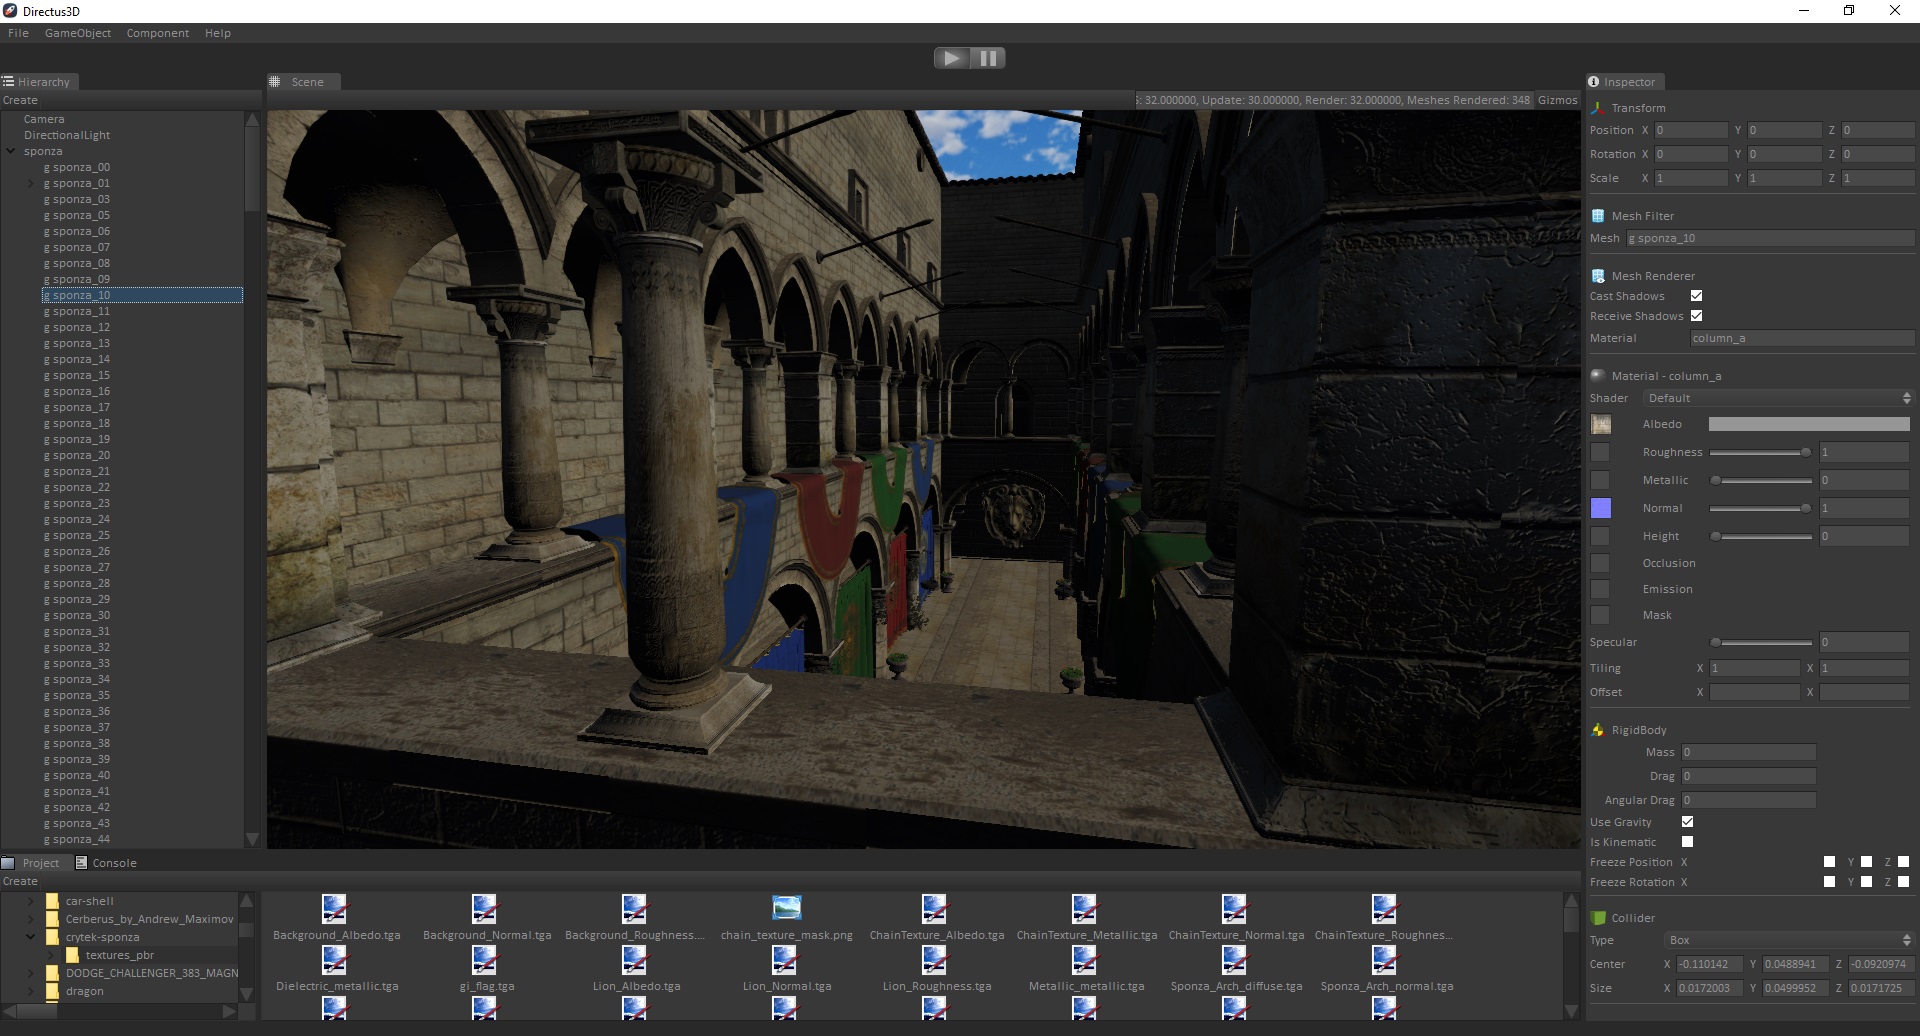 Directus3D
File GameObject Component Help
Hierarchy
Create
Camera
DirectionalLight
sponza
g sponza_00
g sponza_01
g sponza_03
g sponza_05
g sponza_06
g sponza_07
g sponza_08
g sponza_09
g sponza_10
g sponza_11
g sponza_12
g sponza_13
g sponza_14
g sponza_15
g sponza_16
g sponza_17
g sponza_18
g sponza_19
g sponza_20
g sponza_21
g sponza_22
g sponza_23
g sponza_24
g sponza_25
g sponza_26
g sponza_27
g sponza_28
g sponza_29
g sponza_30
g sponza_31
g sponza_32
g sponza_33
g sponza_34
g sponza_35
g sponza_36
g sponza_37
g sponza_38
g sponza_39
g sponza_40
g sponza_41
g sponza_42
g sponza_43
g sponza_44
Scene
: 32.000000, Update: 30.000000, Render: 32.000000, Meshes Rendered: 348 Gizmos
Inspector
Transform
Position X 0 Y 0 Z 0
Rotation X 0 Y 0 Z 0
Scale X 1 Y 1 Z 1
Mesh Filter
Mesh g sponza_10
Mesh Renderer
Cast Shadows
Receive Shadows
Material column_a
Material - column_a
Shader Default
Albedo
Roughness 1
Metallic 0
Normal 1
Height 0
Occlusion
Emission
Mask
Specular 0
Tiling X 1 X 1
Offset X X
RigidBody
Mass 0
Drag 0
Angular Drag 0
Use Gravity
Is Kinematic
Freeze Position X Y Z
Freeze Rotation X Y Z
Collider
Type Box
Center X -0.110142 Y 0.0488941 Z -0.0920974
Size X 0.0172003 Y 0.0499952 Z 0.0171725
Project Console
Create
car-shell
Cerberus_by_Andrew_Maximov
crytek-sponza
textures_pbr
DODGE_CHALLENGER_383_MAGN
dragon
Background_Albedo.tga Background_Normal.tga Background_Roughness.... chain_texture_mask.png ChainTexture_Albedo.tga ChainTexture_Metallic.tga ChainTexture_Normal.tga ChainTexture_Roughnes...
Dielectric_metallic.tga gi_flag.tga Lion_Albedo.tga Lion_Normal.tga Lion_Roughness.tga Metallic_metallic.tga Sponza_Arch_diffuse.tga Sponza_Arch_normal.tga